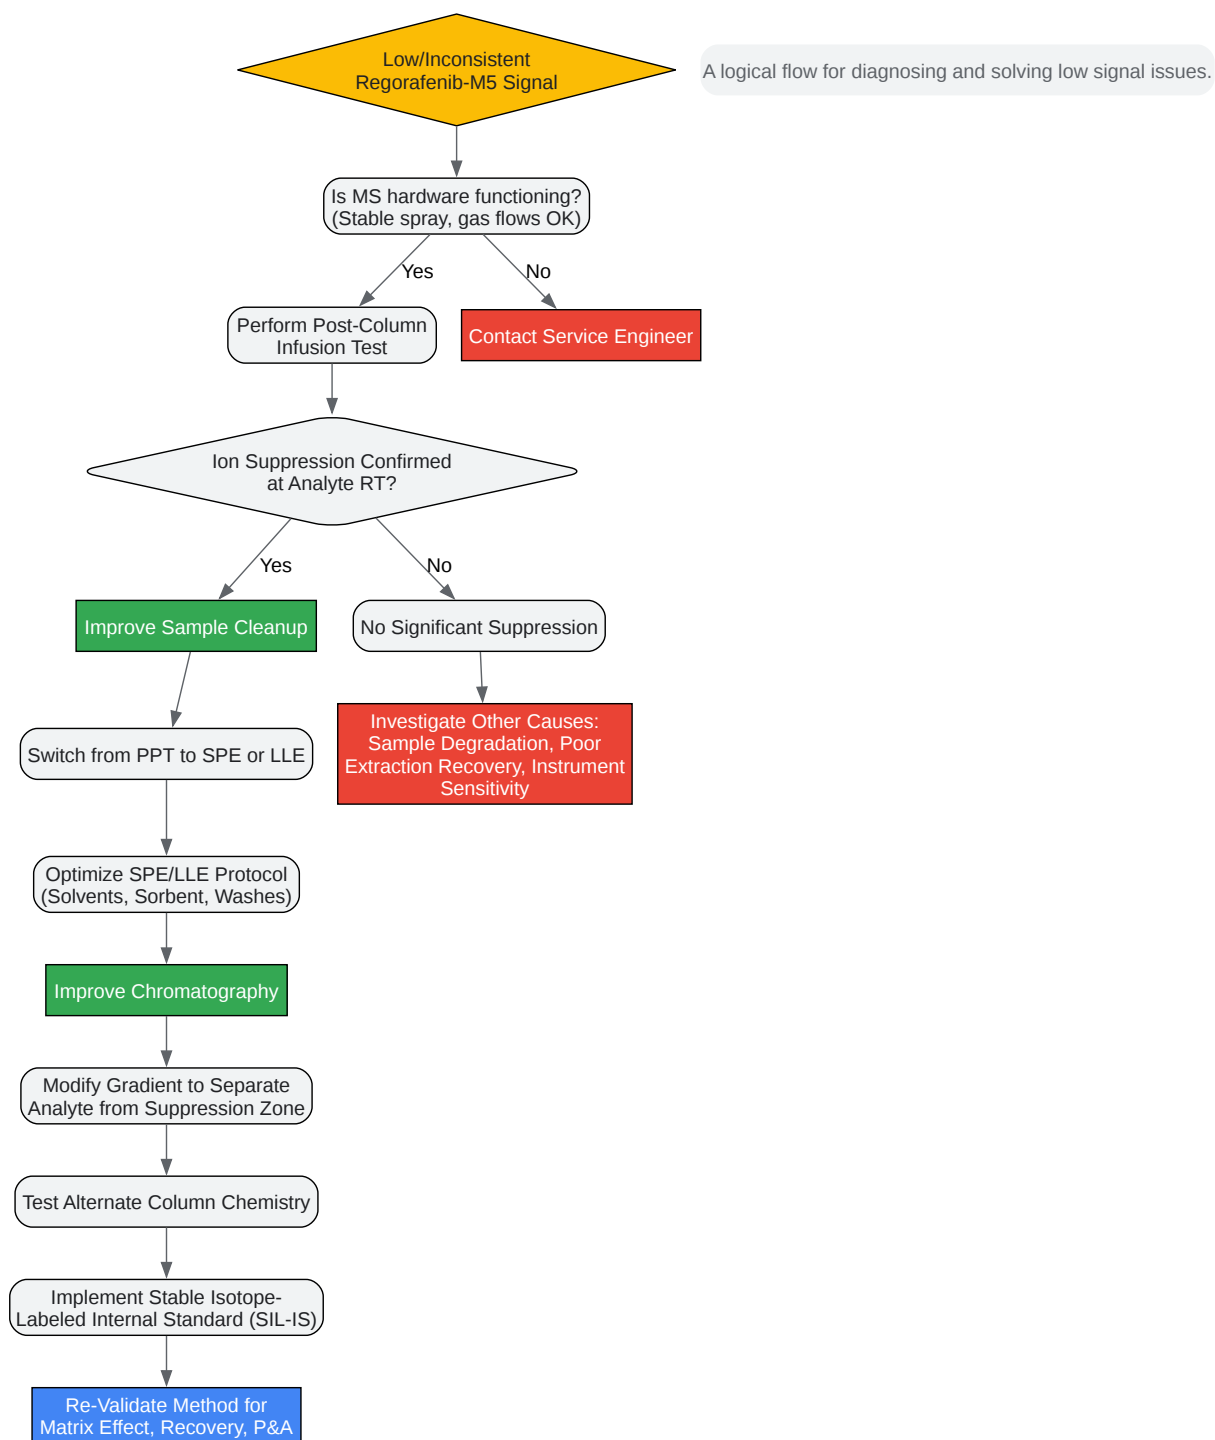 Low/Inconsistent
Regorafenib-M5 Signal
A logical flow for diagnosing and solving low signal issues.
Is MS hardware functioning?
(Stable spray, gas flows OK)
Yes
No
Perform Post-Column
Infusion Test
Contact Service Engineer
Ion Suppression Confirmed
at Analyte RT?
Yes
No
Improve Sample Cleanup
No Significant Suppression
Investigate Other Causes:
Sample Degradation, Poor
Extraction Recovery, Instrument
Sensitivity
Switch from PPT to SPE or LLE
Optimize SPE/LLE Protocol
(Solvents, Sorbent, Washes)
Improve Chromatography
Modify Gradient to Separate
Analyte from Suppression Zone
Test Alternate Column Chemistry
Implement Stable Isotope-
Labeled Internal Standard (SIL-IS)
Re-Validate Method for
Matrix Effect, Recovery, P&A